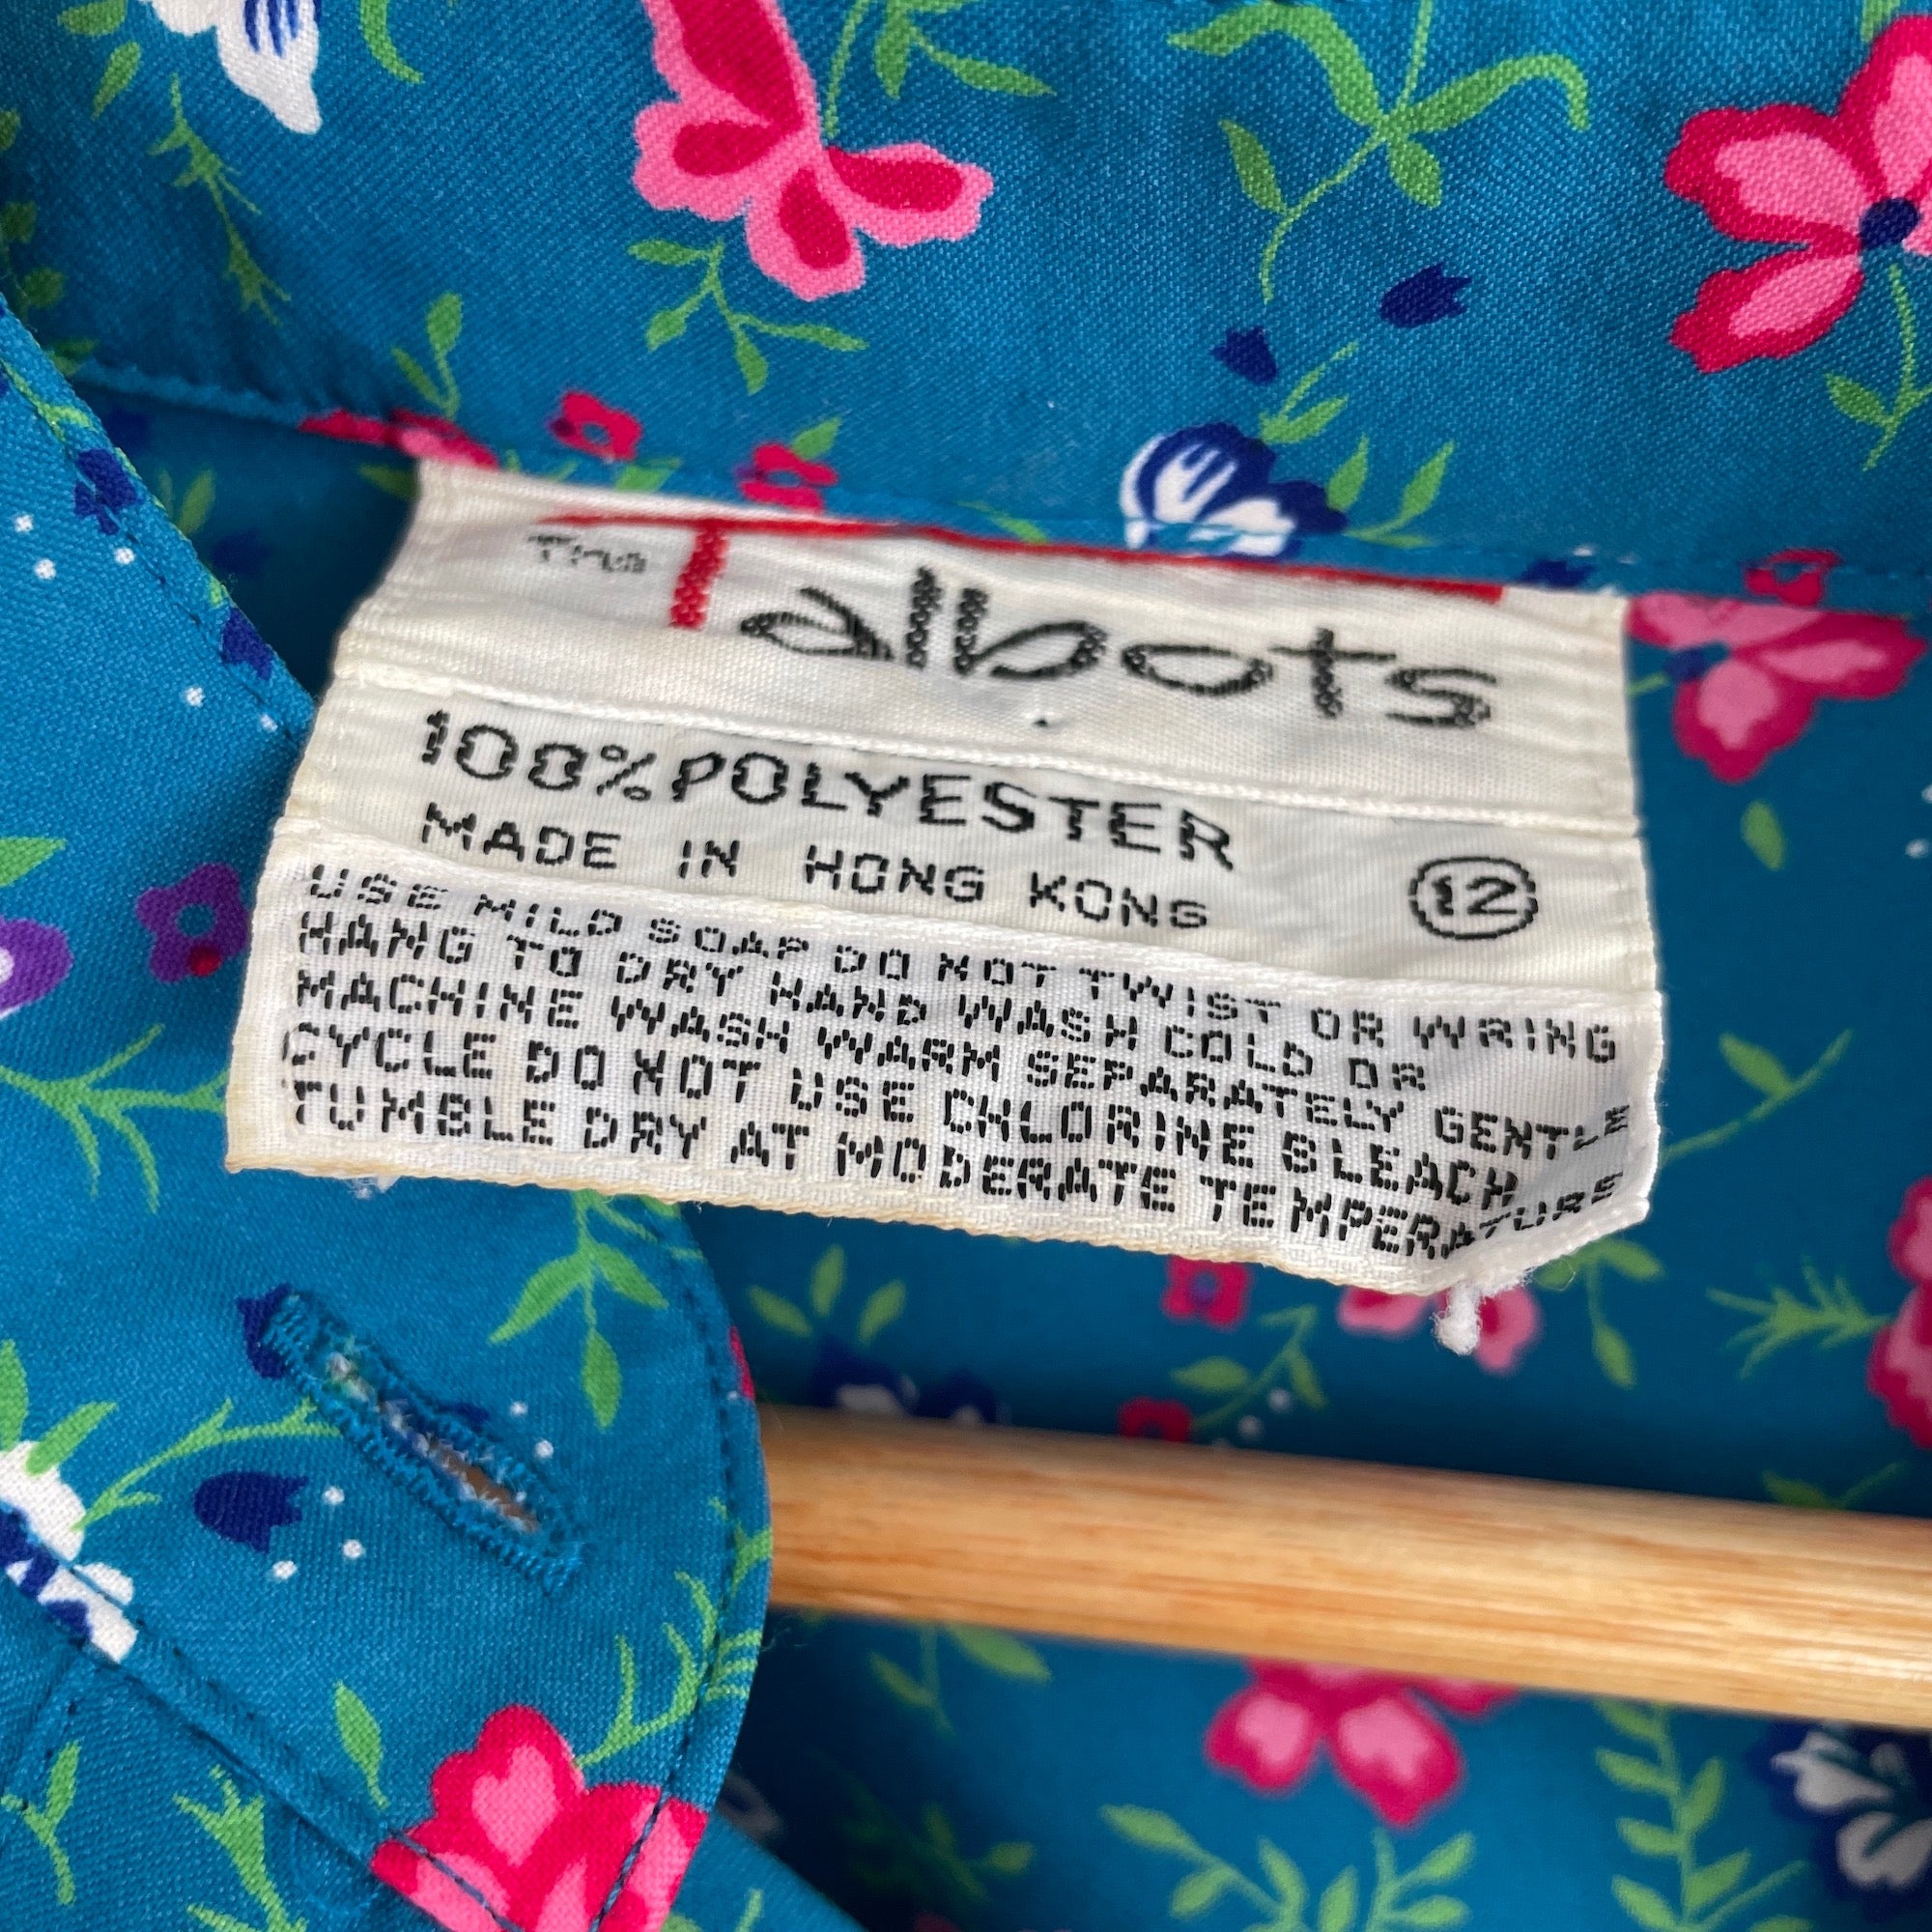 The
Talbots
100% POLYESTER
MADE IN HONG KONG 12
USE MILD SOAP DO NOT TWIST OR WRING
HANG TO DRY HAND WASH COLD OR
MACHINE WASH WARM SEPARATELY GENTLE
CYCLE DO NOT USE CHLORINE BLEACH
TUMBLE DRY AT MODERATE TEMPERATURE